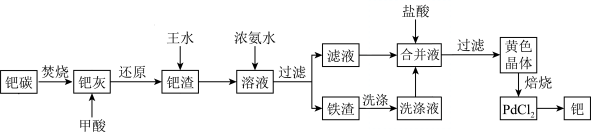 盐酸
王水 浓氨水
滤液 合并液 过滤 黄色晶体
钯碳 焚烧 钯灰 还原 钯渣 溶液 过滤
焙烧
甲酸
铁渣 洗涤 洗涤液 PdCl₂ 钯